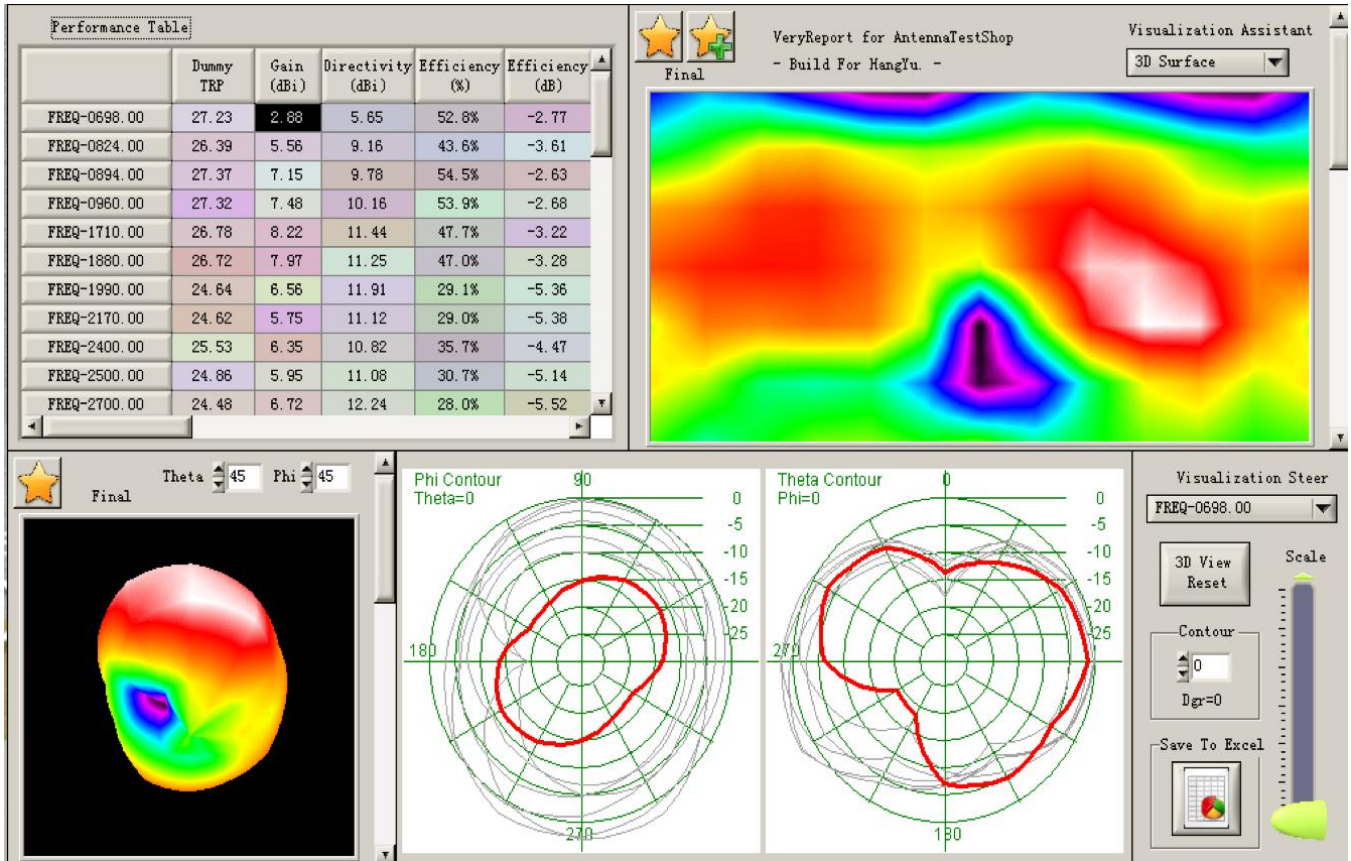 Performance Table
Dummy TRP Gain (dBi) Directivity (dBi) Efficiency (%) Efficiency (dB)
FREQ-0698.00 27.23 2.88 5.65 52.8% -2.77
FREQ-0824.00 26.39 5.56 9.16 43.6% -3.61
FREQ-0894.00 27.37 7.15 9.78 54.5% -2.63
FREQ-0960.00 27.32 7.48 10.16 53.9% -2.68
FREQ-1710.00 26.78 8.22 11.44 47.7% -3.22
FREQ-1880.00 26.72 7.97 11.25 47.0% -3.28
FREQ-1990.00 24.64 6.56 11.91 29.1% -5.36
FREQ-2170.00 24.62 5.75 11.12 29.0% -5.38
FREQ-2400.00 25.53 6.35 10.82 35.7% -4.47
FREQ-2500.00 24.86 5.95 11.08 30.7% -5.14
FREQ-2700.00 24.48 6.72 12.24 28.0% -5.52
Final
VeryReport for AntennaTestShop
- Build For HangYu. -
Visualization Assistant
3D Surface
Final
Theta 45 Phi 45
Phi Contour
Theta=0
90
180
270
0
-5
-10
-15
-20
-25
Theta Contour
Phi=0
0
270
180
0
-5
-10
-15
-20
-25
Visualization Steer
FREQ-0698.00
3D View
Reset
Scale
Contour
0
Dgr=0
Save To Excel